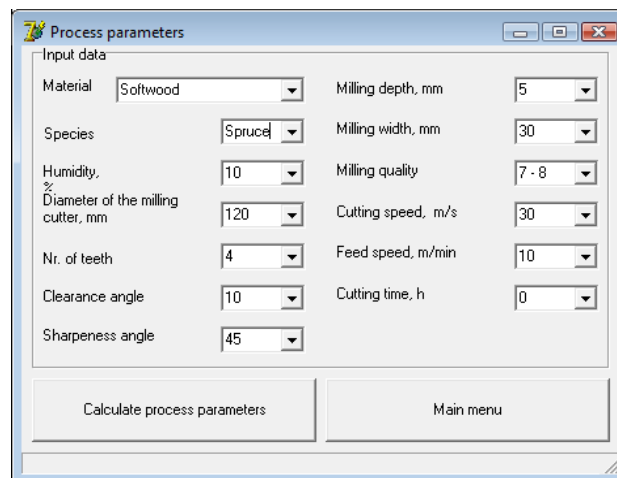 Process parameters
Input data
Material Softwood
Species Spruce
Humidity,
%
10
Diameter of the milling
cutter, mm
120
Nr. of teeth 4
Clearance angle 10
Sharpeness angle 45
Milling depth, mm 5
Milling width, mm 30
Milling quality 7 - 8
Cutting speed, m/s 30
Feed speed, m/min 10
Cutting time, h 0
Calculate process parameters
Main menu